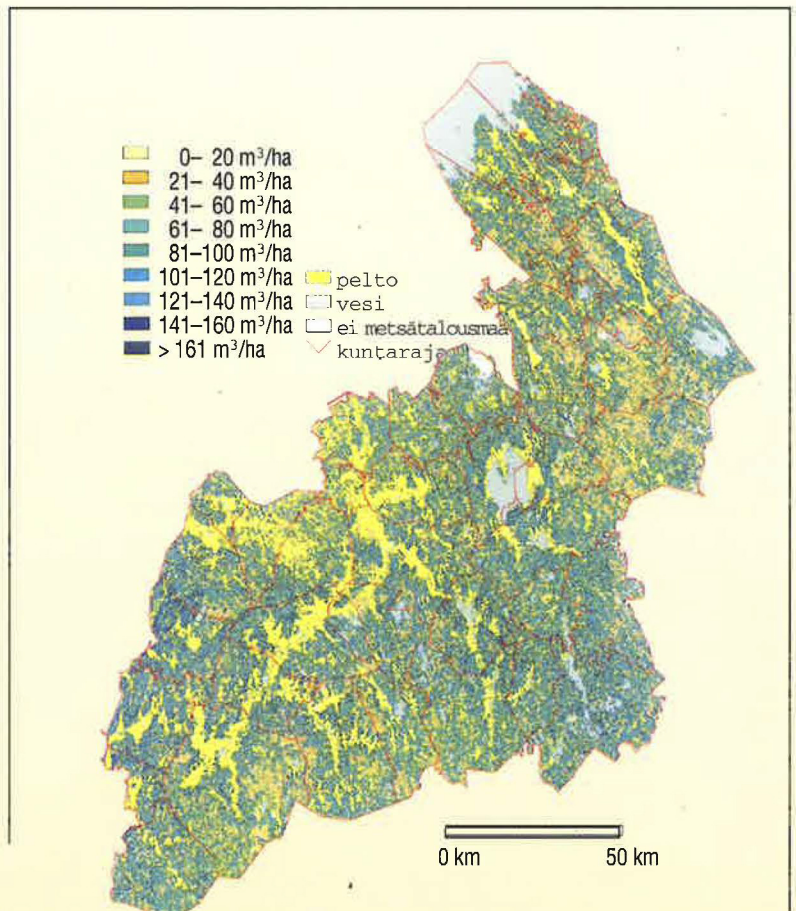 0– 20 m³/ha
21– 40 m³/ha
41– 60 m³/ha
61– 80 m³/ha
81–100 m³/ha
101–120 m³/ha
121–140 m³/ha
141–160 m³/ha
> 161 m³/ha
pelto
vesi
ei metsätalousmaa
kuntaraja
0 km 50 km